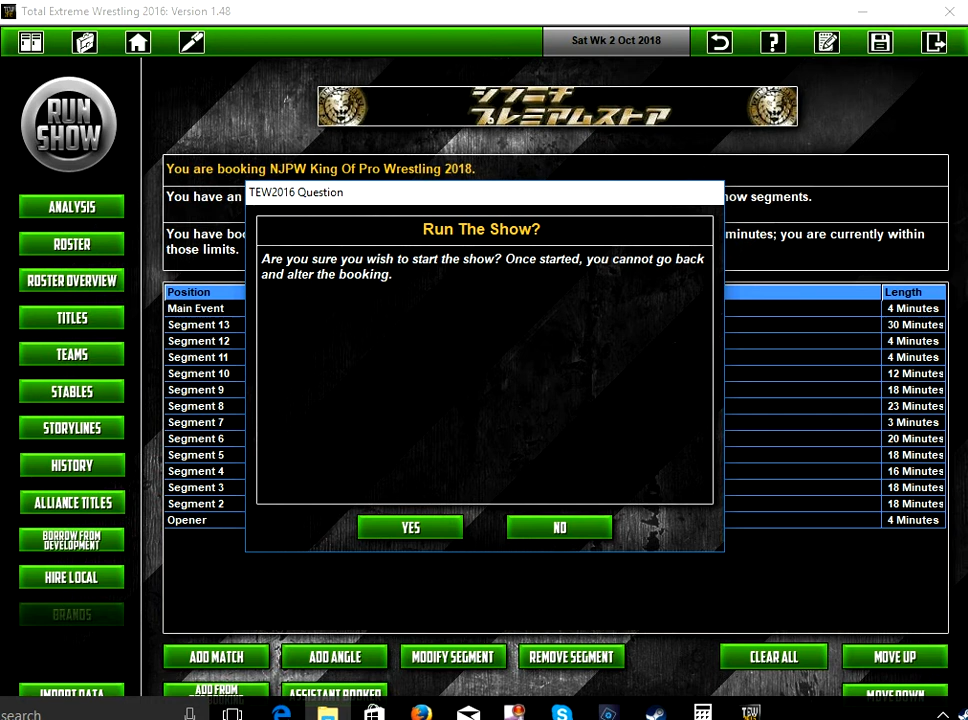 Total Extreme Wrestling 2016: Version 1.48
Sat Wk 2 Oct 2018
RUN SHOW
シンニチ
プレミアムストア
You are booking NJPW King Of Pro Wrestling 2018.
You have an
ow segments.
TEW2016 Question
You have boo
minutes; you are currently within
those limits.
Run The Show?
Are you sure you wish to start the show? Once started, you cannot go back
and alter the booking.
YES
NO
Position
Length
Main Event
4 Minutes
Segment 13
30 Minutes
Segment 12
4 Minutes
Segment 11
4 Minutes
Segment 10
12 Minutes
Segment 9
18 Minutes
Segment 8
23 Minutes
Segment 7
3 Minutes
Segment 6
20 Minutes
Segment 5
18 Minutes
Segment 4
16 Minutes
Segment 3
18 Minutes
Segment 2
18 Minutes
Opener
4 Minutes
ANALYSIS
ROSTER
ROSTER OVERVIEW
TITLES
TEAMS
STABLES
STORYLINES
HISTORY
ALLIANCE TITLES
BORROW FROM
DEVELOPMENT
HIRE LOCAL
BRANDS
IMPORT DATA
ADD MATCH
ADD ANGLE
MODIFY SEGMENT
REMOVE SEGMENT
CLEAR ALL
MOVE UP
ADD FROM
ASSISTANT BOOKER
MOVE DOWN
search
TEW